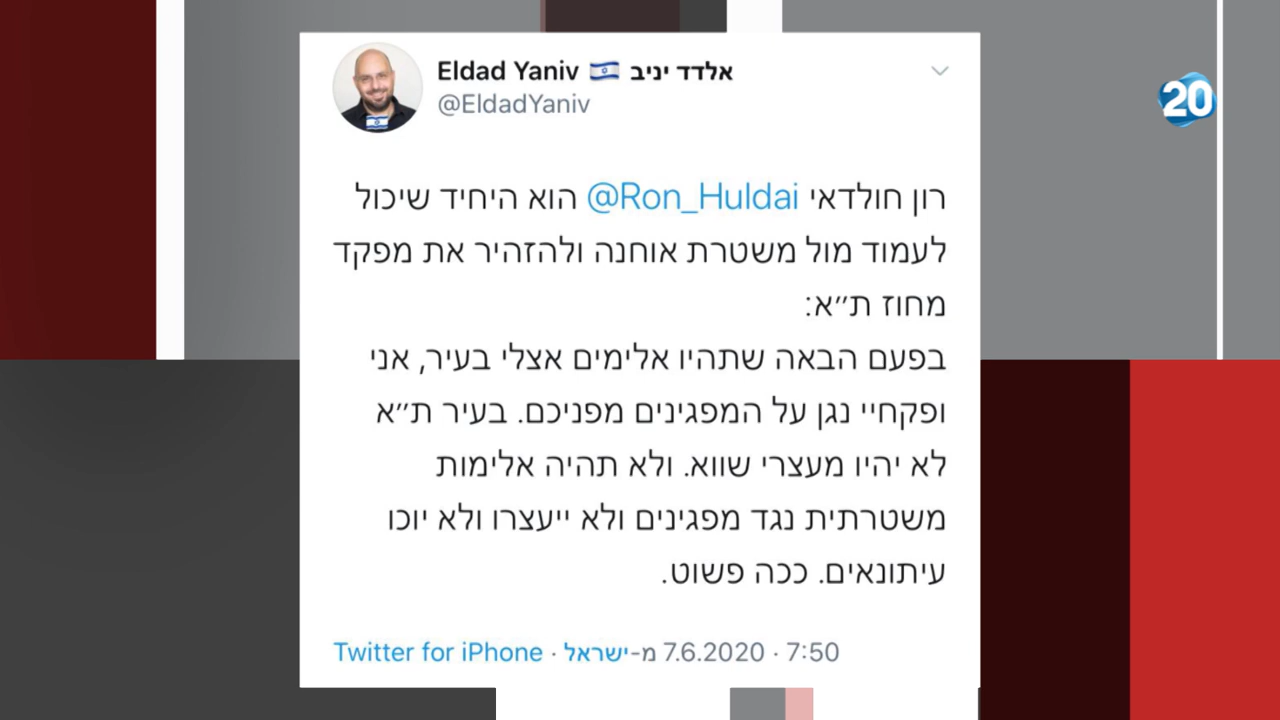 Eldad Yaniv 🇮🇱 אלדד יניב
@EldadYaniv
20
רון חולדאי @Ron_Huldai הוא היחיד שיכול
לעמוד מול משטרת אוחנה ולהזהיר את מפקד
מחוז ת״א:
בפעם הבאה שתהיו אלימים אצלי בעיר, אני
ופקחיי נגן על המפגינים מפניכם. בעיר ת״א
לא יהיו מעצרי שווא. ולא תהיה אלימות
משטרתית נגד מפגינים ולא ייעצרו ולא יוכו
עיתונאים. ככה פשוט.
7:50 · 7.6.2020 מ-ישראל · Twitter for iPhone